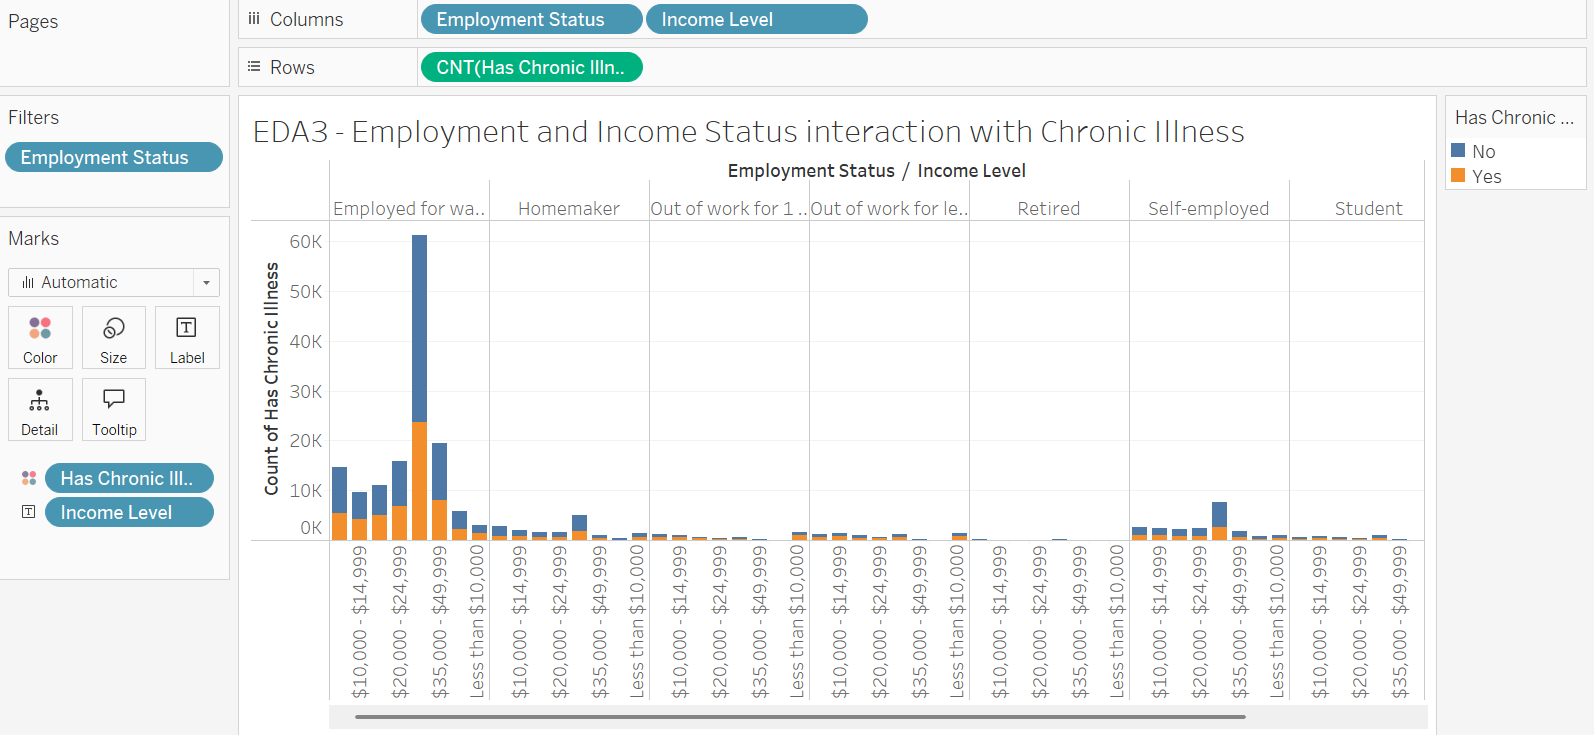 Pages
Columns
Employment Status
Income Level
Rows
CNT(Has Chronic Illn..
Filters
Employment Status
Marks
Automatic
Color
Size
Label
Detail
Tooltip
Has Chronic Ill..
Income Level
EDA3 - Employment and Income Status interaction with Chronic Illness
Employment Status / Income Level
Employed for wa..
Homemaker
Out of work for 1 ..
Out of work for le..
Retired
Self-employed
Student
Count of Has Chronic Illness
60K
50K
40K
30K
20K
10K
0K
$10,000 - $14,999
$20,000 - $24,999
$35,000 - $49,999
Less than $10,000
$10,000 - $14,999
$20,000 - $24,999
$35,000 - $49,999
Less than $10,000
$10,000 - $14,999
$20,000 - $24,999
$35,000 - $49,999
Less than $10,000
$10,000 - $14,999
$20,000 - $24,999
$35,000 - $49,999
Less than $10,000
$10,000 - $14,999
$20,000 - $24,999
$35,000 - $49,999
Less than $10,000
$10,000 - $14,999
$20,000 - $24,999
$35,000 - $49,999
Less than $10,000
$10,000 - $14,999
$20,000 - $24,999
$35,000 - $49,999
Has Chronic ...
No
Yes